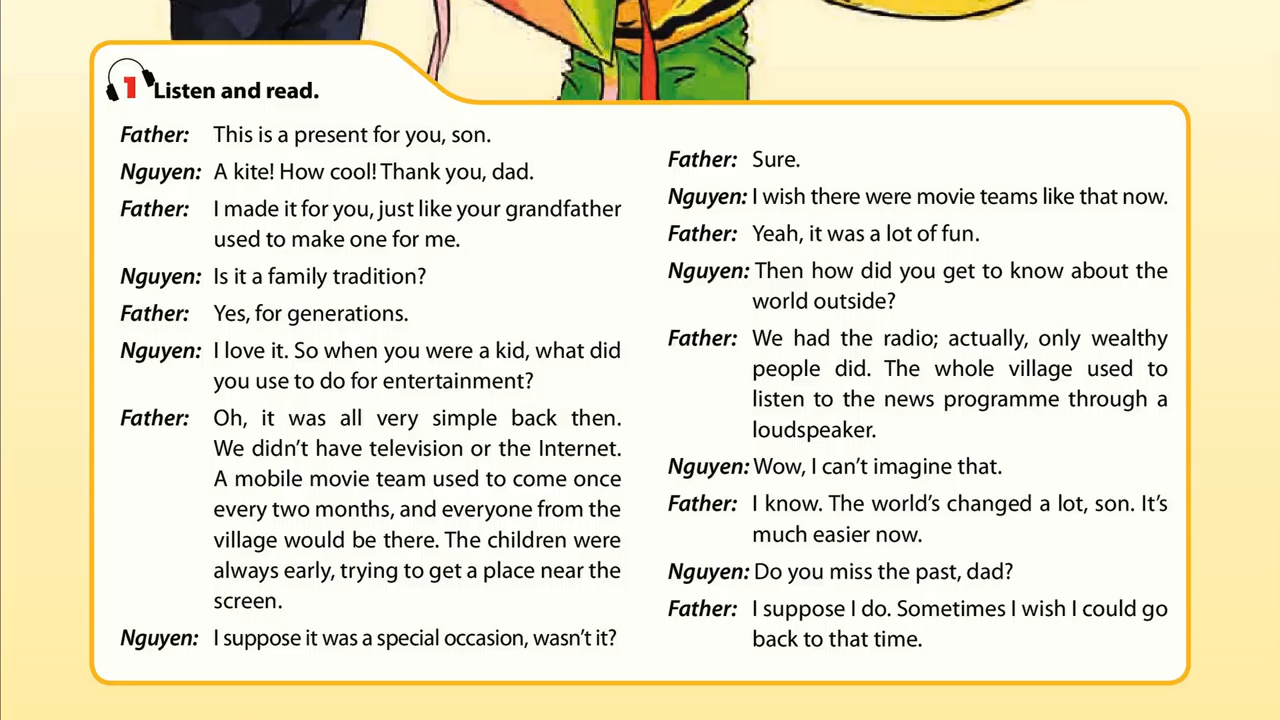 1 Listen and read.
Father: This is a present for you, son.
Nguyen: A kite! How cool! Thank you, dad.
Father: I made it for you, just like your grandfather
used to make one for me.
Nguyen: Is it a family tradition?
Father: Yes, for generations.
Nguyen: I love it. So when you were a kid, what did
you use to do for entertainment?
Father: Oh, it was all very simple back then.
We didn't have television or the Internet.
A mobile movie team used to come once
every two months, and everyone from the
village would be there. The children were
always early, trying to get a place near the
screen.
Nguyen: I suppose it was a special occasion, wasn't it?
Father: Sure.
Nguyen: I wish there were movie teams like that now.
Father: Yeah, it was a lot of fun.
Nguyen: Then how did you get to know about the
world outside?
Father: We had the radio; actually, only wealthy
people did. The whole village used to
listen to the news programme through a
loudspeaker.
Nguyen: Wow, I can't imagine that.
Father: I know. The world's changed a lot, son. It's
much easier now.
Nguyen: Do you miss the past, dad?
Father: I suppose I do. Sometimes I wish I could go
back to that time.